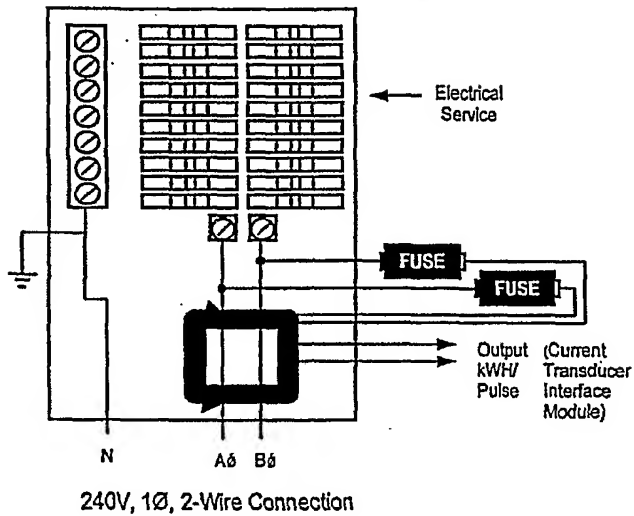 Electrical
Service
FUSE
FUSE
Output (Current
kWH/ Transducer
Pulse Interface
Module)
N AØ BØ
240V, 1Ø, 2-Wire Connection